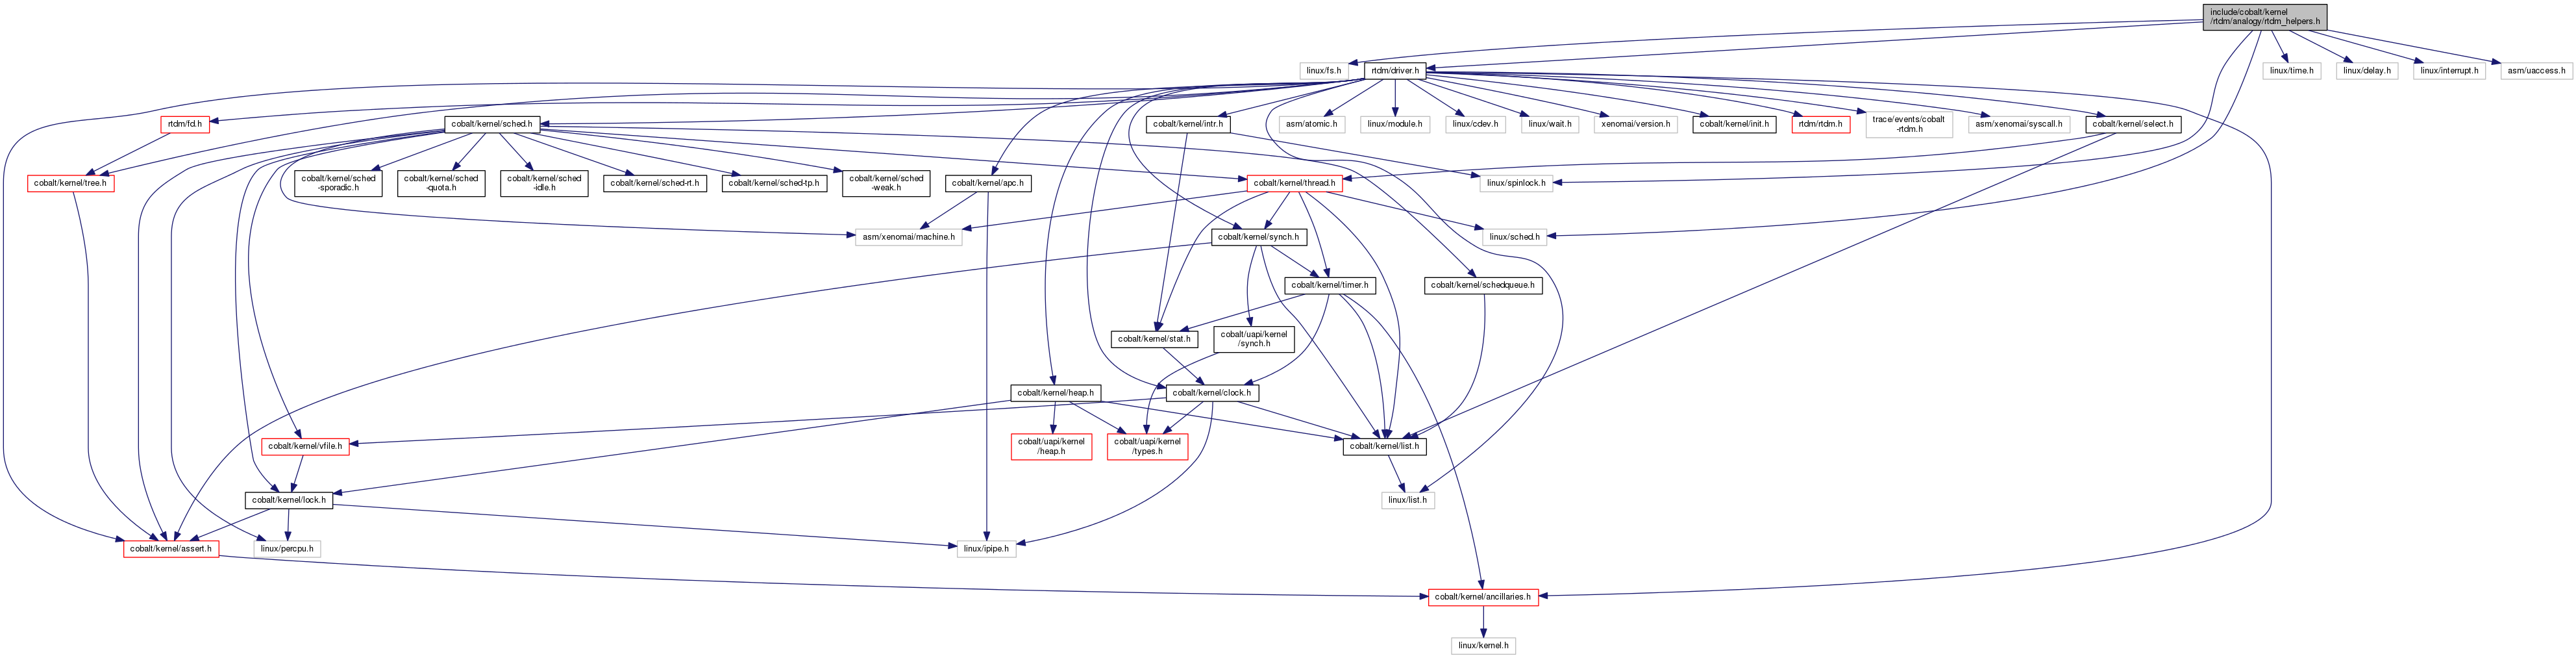 include/cobalt/kernel
/rtdm/analogy/rtdm_helpers.h
linux/fs.h
rtdm/driver.h
linux/time.h
linux/delay.h
linux/interrupt.h
asm/uaccess.h
rtdm/fd.h
cobalt/kernel/sched.h
cobalt/kernel/intr.h
asm/atomic.h
linux/module.h
linux/cdev.h
linux/wait.h
xenomai/version.h
cobalt/kernel/init.h
rtdm/rtdm.h
trace/events/cobalt
-rtdm.h
asm/xenomai/syscall.h
cobalt/kernel/select.h
cobalt/kernel/tree.h
cobalt/kernel/sched
-sporadic.h
cobalt/kernel/sched
-quota.h
cobalt/kernel/sched
-idle.h
cobalt/kernel/sched-rt.h
cobalt/kernel/sched-tp.h
cobalt/kernel/sched
-weak.h
cobalt/kernel/apc.h
cobalt/kernel/thread.h
linux/spinlock.h
asm/xenomai/machine.h
cobalt/kernel/synch.h
linux/sched.h
cobalt/kernel/timer.h
cobalt/kernel/schedqueue.h
cobalt/kernel/stat.h
cobalt/uapi/kernel
/synch.h
cobalt/kernel/heap.h
cobalt/kernel/clock.h
cobalt/kernel/vfile.h
cobalt/uapi/kernel
/heap.h
cobalt/uapi/kernel
/types.h
cobalt/kernel/list.h
cobalt/kernel/lock.h
linux/list.h
cobalt/kernel/assert.h
linux/percpu.h
linux/ipipe.h
cobalt/kernel/ancillaries.h
linux/kernel.h